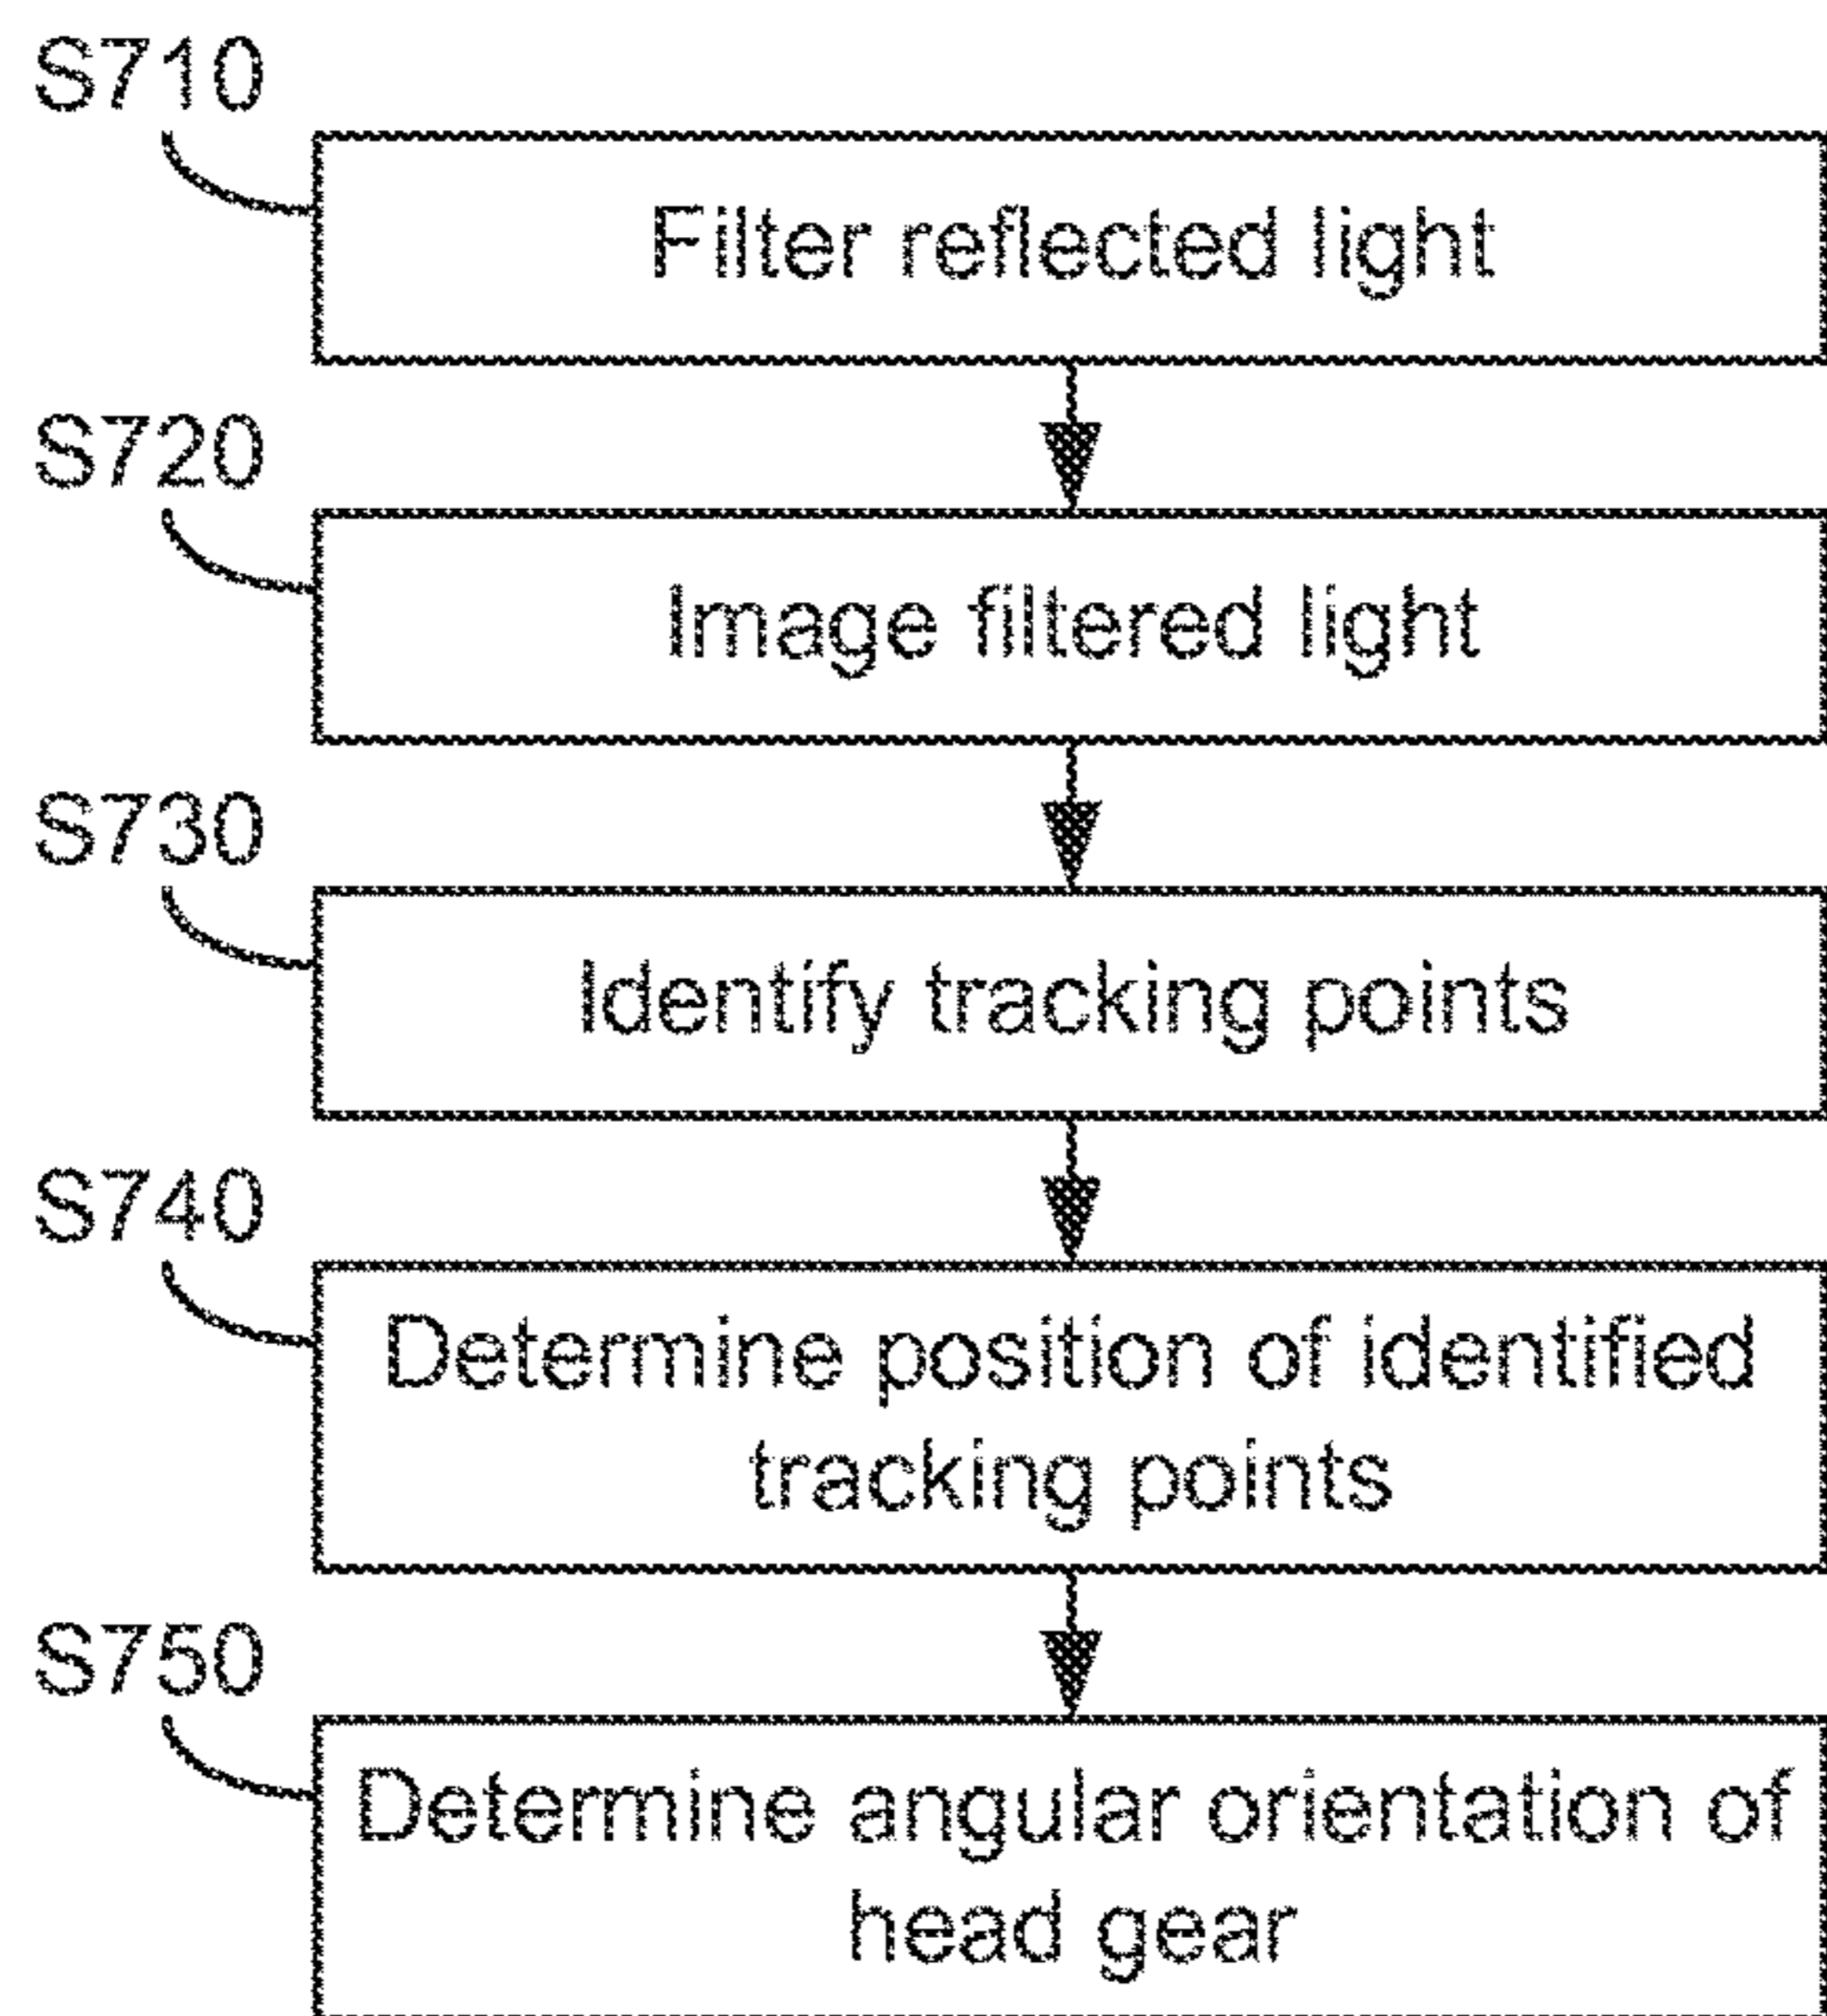 S710
Filter reflected light
S720
Image filtered light
S730
Identify tracking points
S740
Determine position of identified
tracking points
S750
Determine angular orientation of
head gear